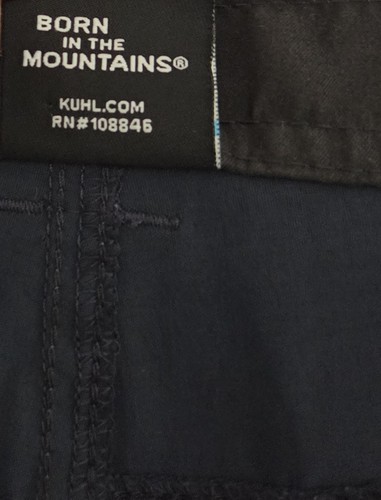 BORN
IN THE
MOUNTAINS®
KUHL.COM
RN#108846